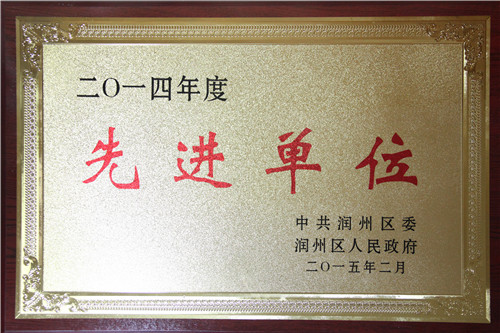 二〇一四年度
先进单位
中共润州区委
润州区人民政府
二〇一五年二月